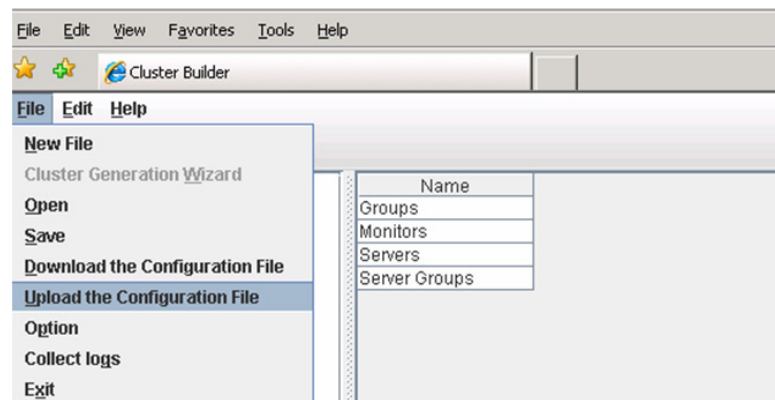 File Edit View Favorites Tools Help
Cluster Builder
File Edit Help
New File
Cluster Generation Wizard
Open
Save
Download the Configuration File
Upload the Configuration File
Option
Collect logs
Exit
Name
Groups
Monitors
Servers
Server Groups